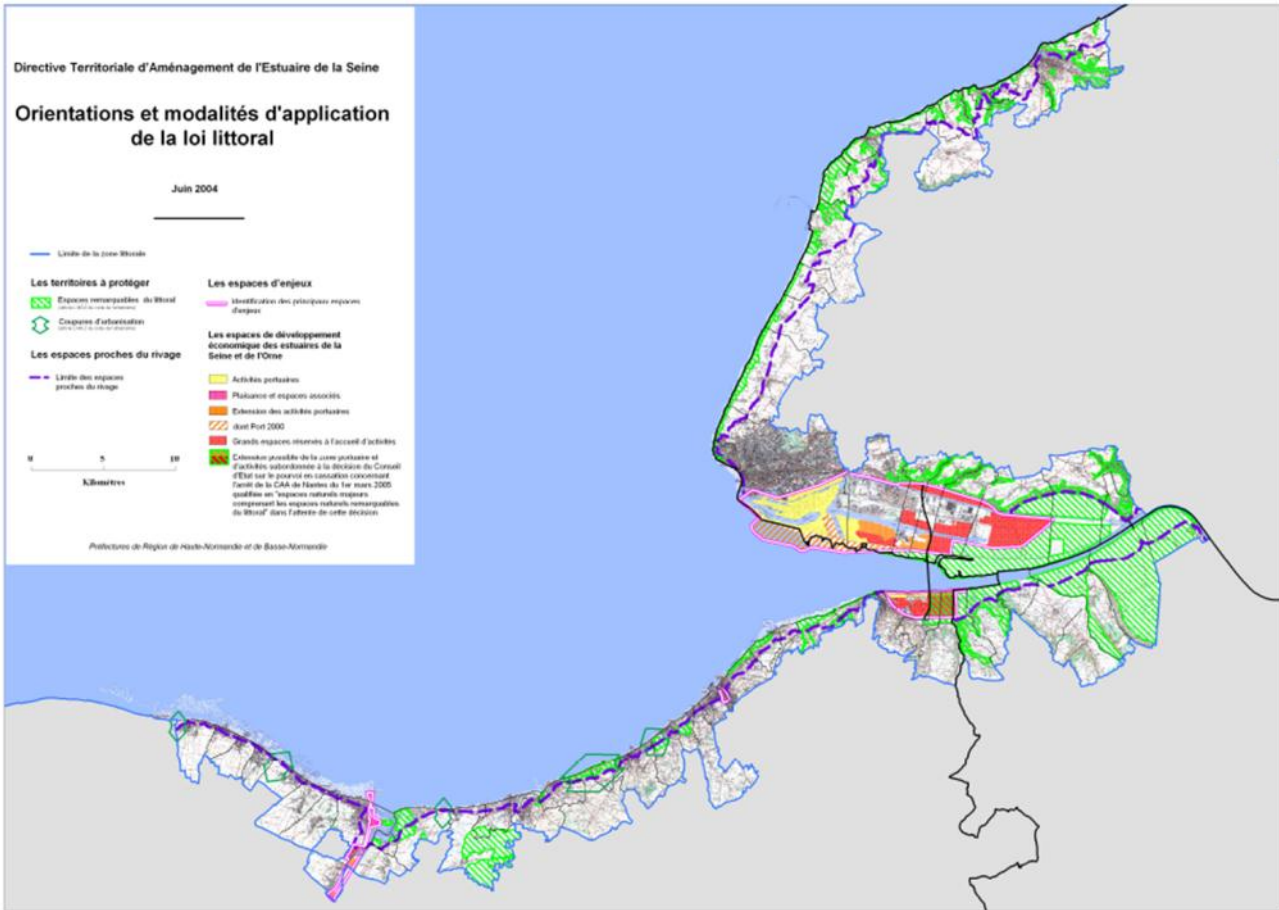 Directive Territoriale d'Aménagement de l'Estuaire de la Seine
Orientations et modalités d'application
de la loi littoral
Juin 2004
Limite de la zone littorale
Les territoires à protéger
Espaces remarquables du littoral
Coupures d'urbanisation
Les espaces proches du rivage
Limite des espaces
proches du rivage
0 5 10
Kilomètres
Les espaces d'enjeux
Identification des principaux espaces
d'enjeux
Les espaces de développement
économique des estuaires de la
Seine et de l'Orne
Activités portuaires
Plaisance et espaces associés
Extension des activités portuaires
dont Port 2000
Grands espaces réservés à l'accueil d'activités
Extension possible de la zone portuaire et
d'activités subordonnée à la décision du Conseil
d'Etat sur le pourvoi en cassation concernant
l'arrêt de la CAA de Nantes du 1er mars 2005
qualifiée en "espaces naturels majeurs
comprenant les espaces naturels remarquables
du littoral" dans l'attente de cette décision
Préfectures de Région de Haute-Normandie et de Basse-Normandie